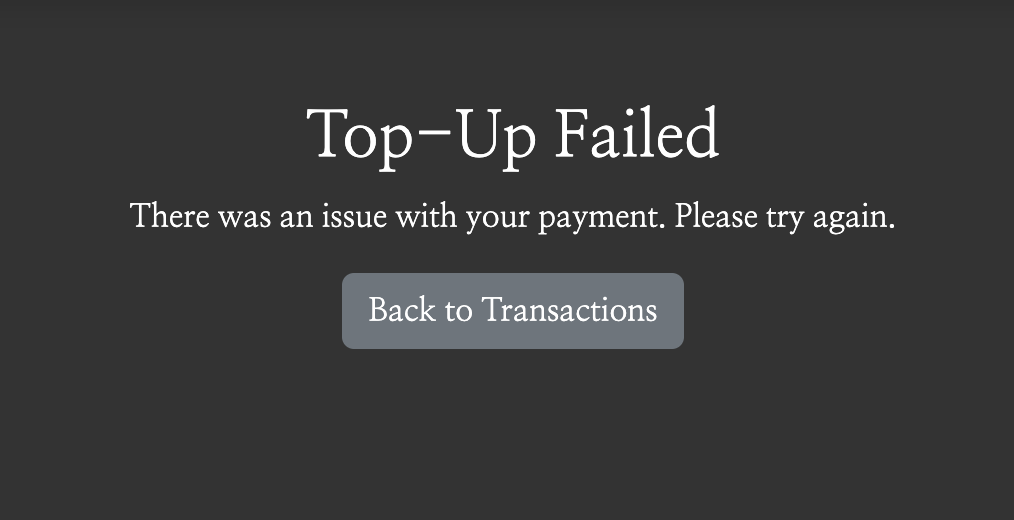 Top-Up Failed
There was an issue with your payment. Please try again.
Back to Transactions